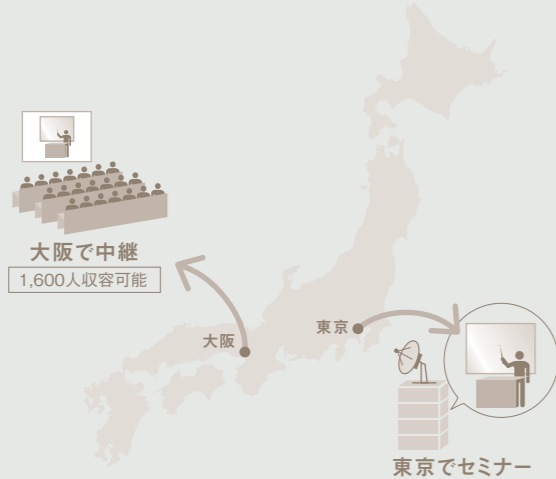 大阪で中継
1,600人収容可能
大阪
東京
東京でセミナー